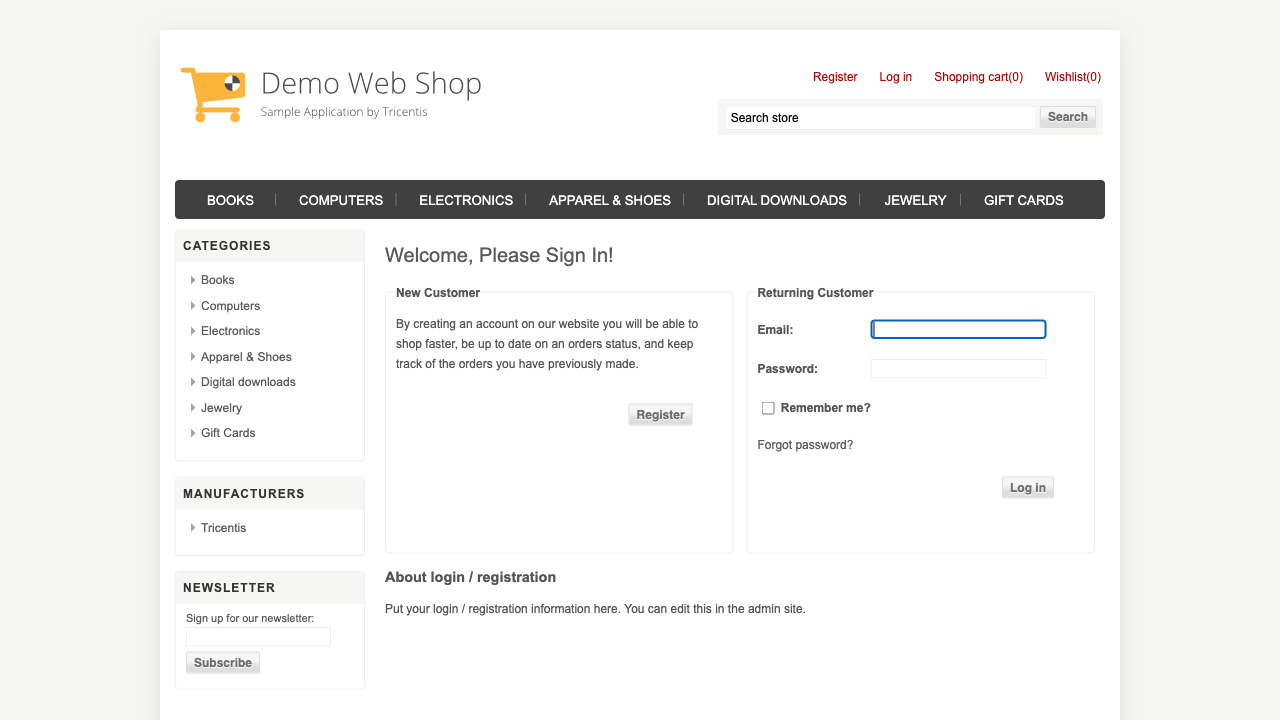 Demo Web Shop
Sample Application by Tricentis
Register
Log in
Shopping cart(0)
Wishlist(0)
Search store
Search
BOOKS
COMPUTERS
ELECTRONICS
APPAREL & SHOES
DIGITAL DOWNLOADS
JEWELRY
GIFT CARDS
CATEGORIES
Books
Computers
Electronics
Apparel & Shoes
Digital downloads
Jewelry
Gift Cards
MANUFACTURERS
Tricentis
NEWSLETTER
Sign up for our newsletter:
Subscribe
Welcome, Please Sign In!
New Customer
By creating an account on our website you will be able to
shop faster, be up to date on an orders status, and keep
track of the orders you have previously made.
Register
Returning Customer
Email:
Password:
Remember me?
Forgot password?
Log in
About login / registration
Put your login / registration information here. You can edit this in the admin site.